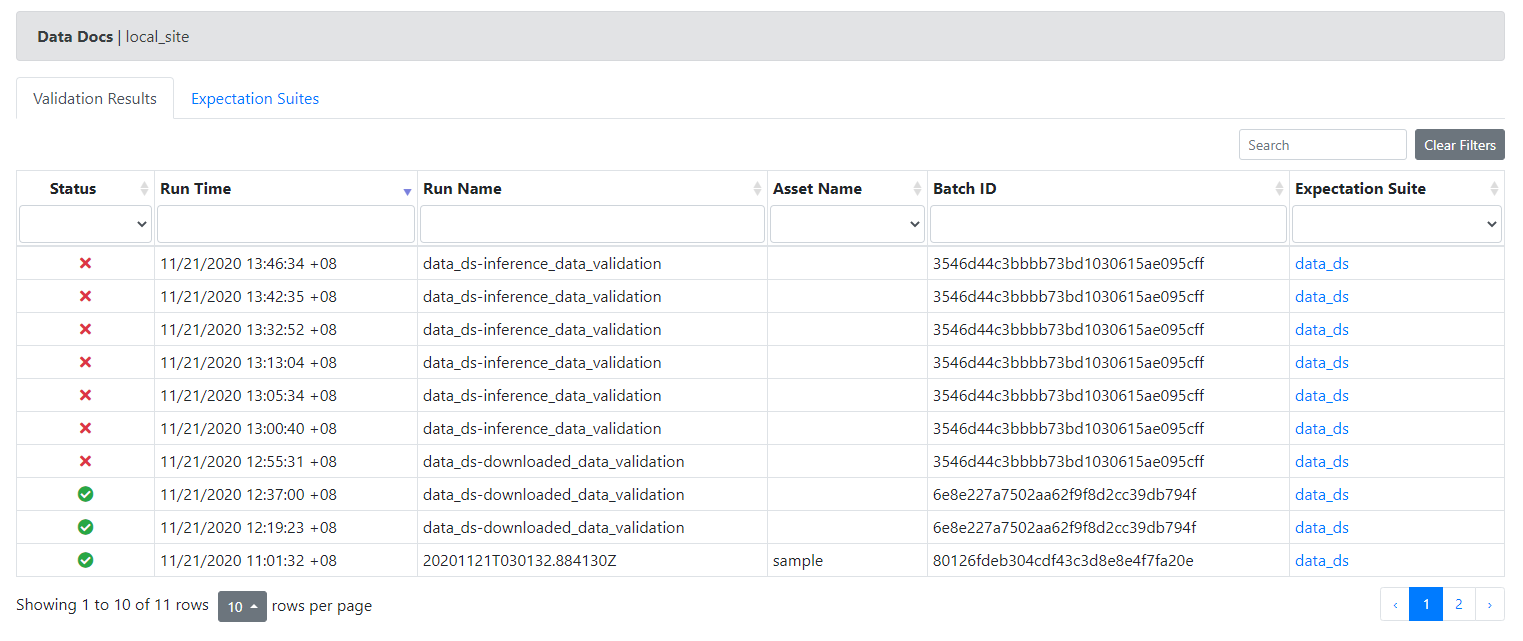 Data Docs | local_site
Validation Results Expectation Suites
Search Clear Filters
Status Run Time Run Name Asset Name Batch ID Expectation Suite
11/21/2020 13:46:34 +08 data_ds-inference_data_validation 3546d44c3bbbb73bd1030615ae095cff data_ds
11/21/2020 13:42:35 +08 data_ds-inference_data_validation 3546d44c3bbbb73bd1030615ae095cff data_ds
11/21/2020 13:32:52 +08 data_ds-inference_data_validation 3546d44c3bbbb73bd1030615ae095cff data_ds
11/21/2020 13:13:04 +08 data_ds-inference_data_validation 3546d44c3bbbb73bd1030615ae095cff data_ds
11/21/2020 13:05:34 +08 data_ds-inference_data_validation 3546d44c3bbbb73bd1030615ae095cff data_ds
11/21/2020 13:00:40 +08 data_ds-inference_data_validation 3546d44c3bbbb73bd1030615ae095cff data_ds
11/21/2020 12:55:31 +08 data_ds-downloaded_data_validation 3546d44c3bbbb73bd1030615ae095cff data_ds
11/21/2020 12:37:00 +08 data_ds-downloaded_data_validation 6e8e227a7502aa62f9f8d2cc39db794f data_ds
11/21/2020 12:19:23 +08 data_ds-downloaded_data_validation 6e8e227a7502aa62f9f8d2cc39db794f data_ds
11/21/2020 11:01:32 +08 20201121T030132.884130Z sample 80126fdeb304cdf43c3d8e8e4f7fa20e data_ds
Showing 1 to 10 of 11 rows 10 rows per page ‹ 1 2 ›